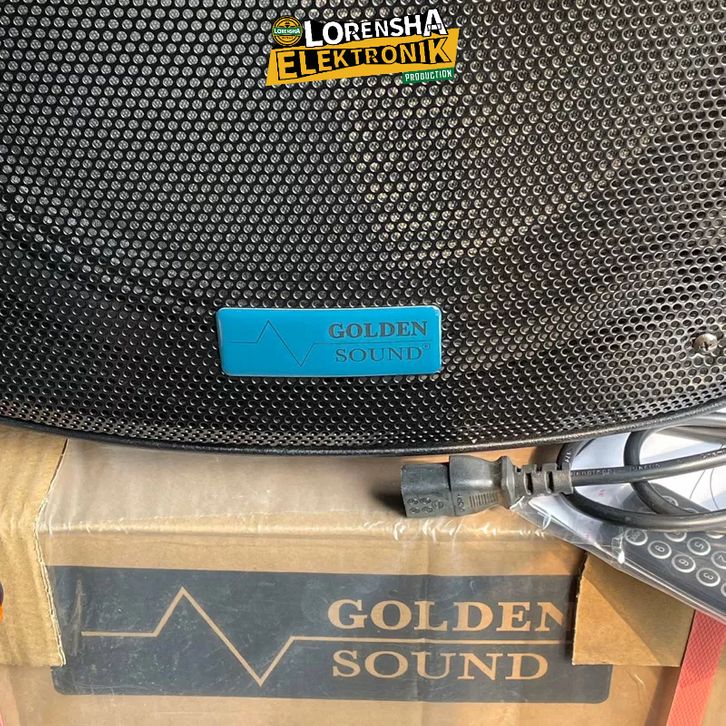 LORENSHA
LORENSHA
ELEKTRONIK
PRODUCTION
GOLDEN
SOUND®
GOLDEN
SOUND